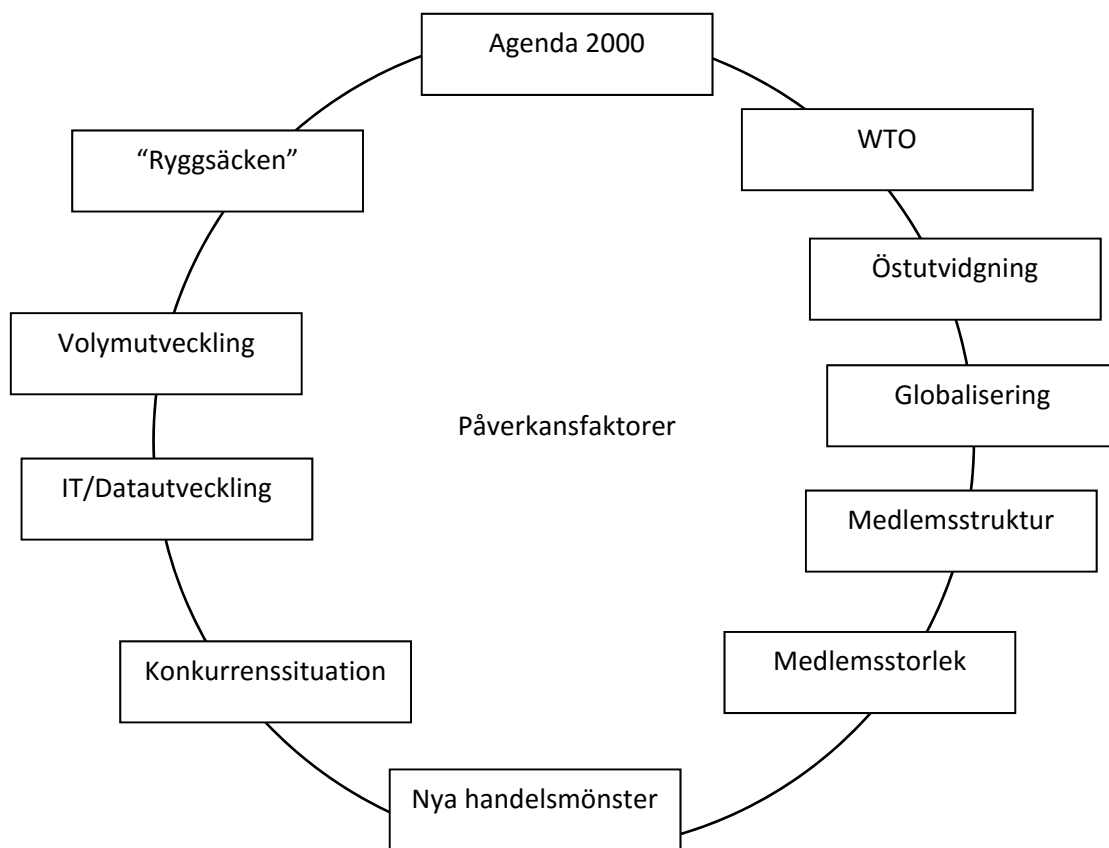 Agenda 2000
WTO
“Ryggsäcken”
Östutvidgning
Volymutveckling
Globalisering
Påverkansfaktorer
IT/Datautveckling
Medlemsstruktur
Konkurrenssituation
Medlemsstorlek
Nya handelsmönster